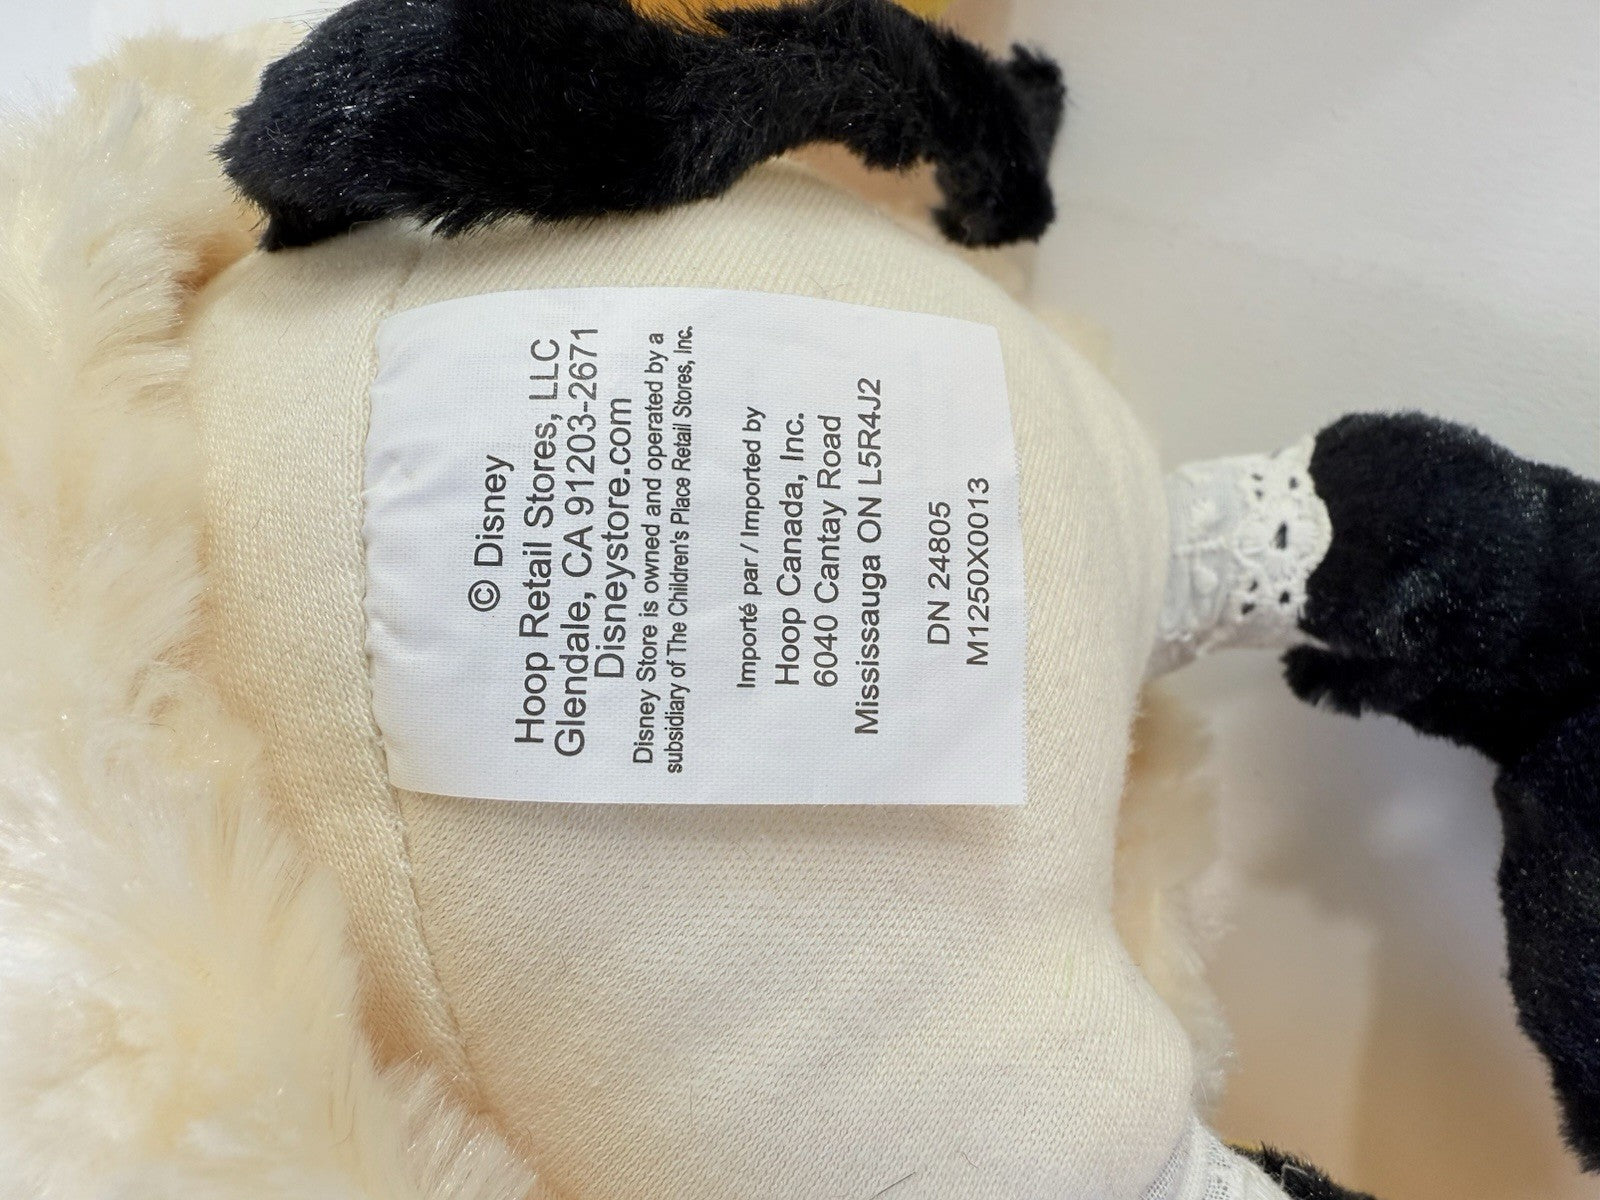 © Disney
Hoop Retail Stores, LLC
Glendale, CA 91203-2671
Disneystore.com
Disney Store is owned and operated by a
subsidiary of The Children's Place Retail Stores, Inc.
Importé par / Imported by
Hoop Canada, Inc.
6040 Cantay Road
Mississauga ON L5R4J2
DN 24805
M1250X0013